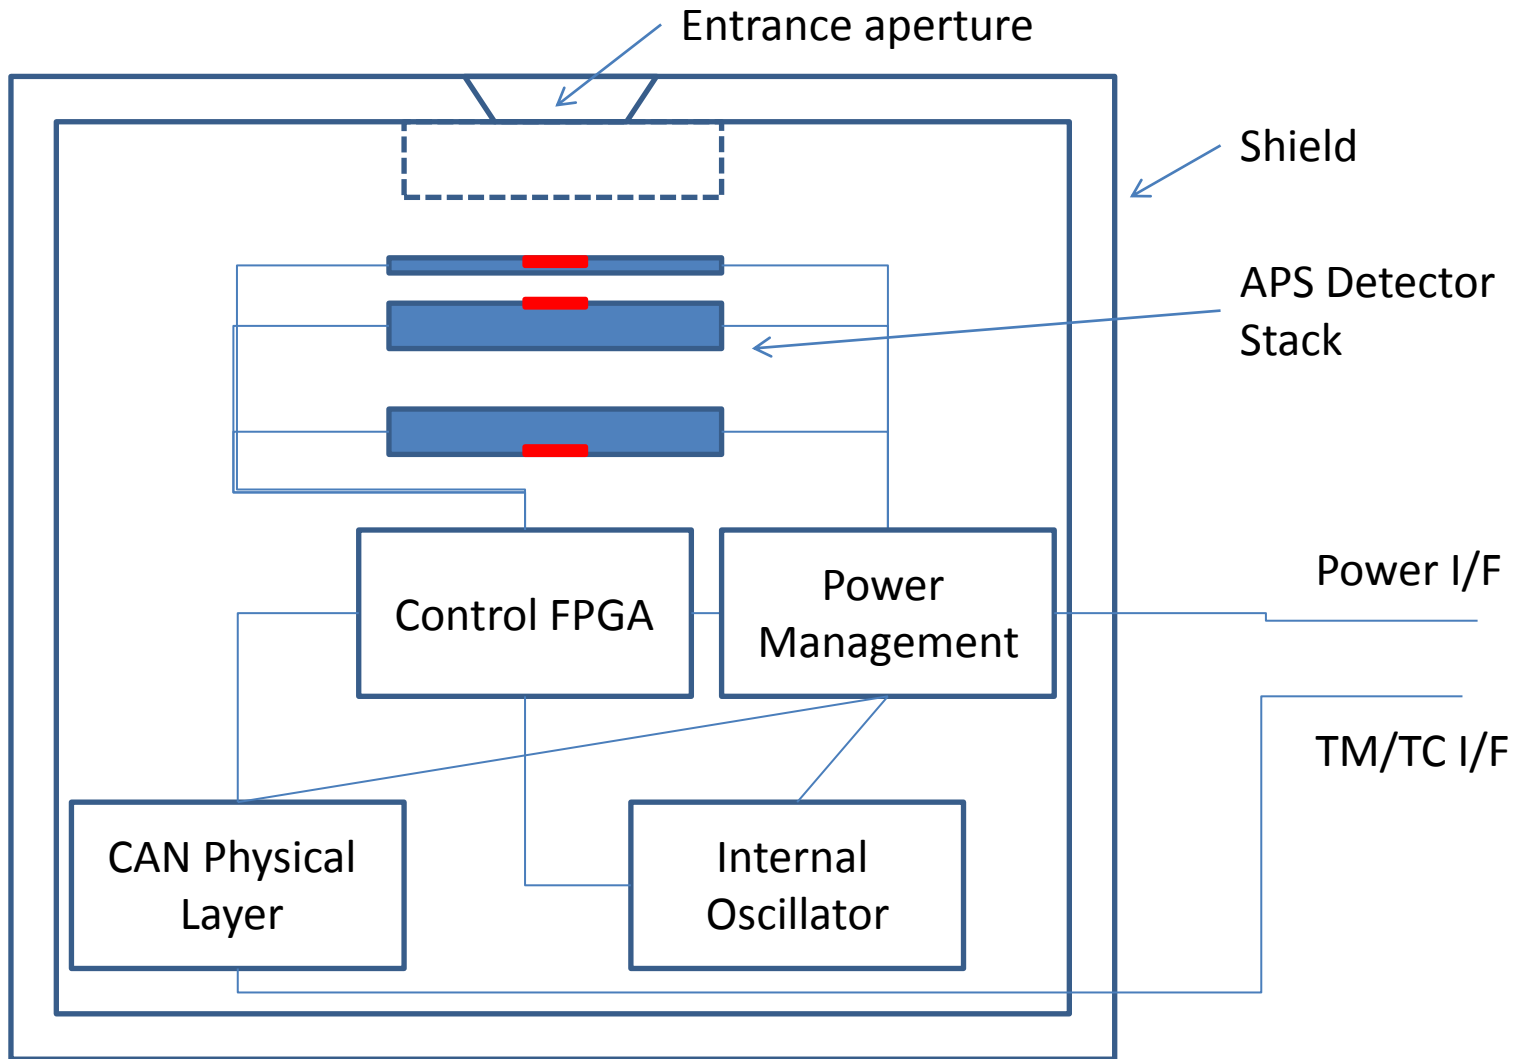 Entrance aperture
Shield
APS Detector
Stack
Power I/F
Control FPGA
Power
Management
TM/TC I/F
CAN Physical
Layer
Internal
Oscillator